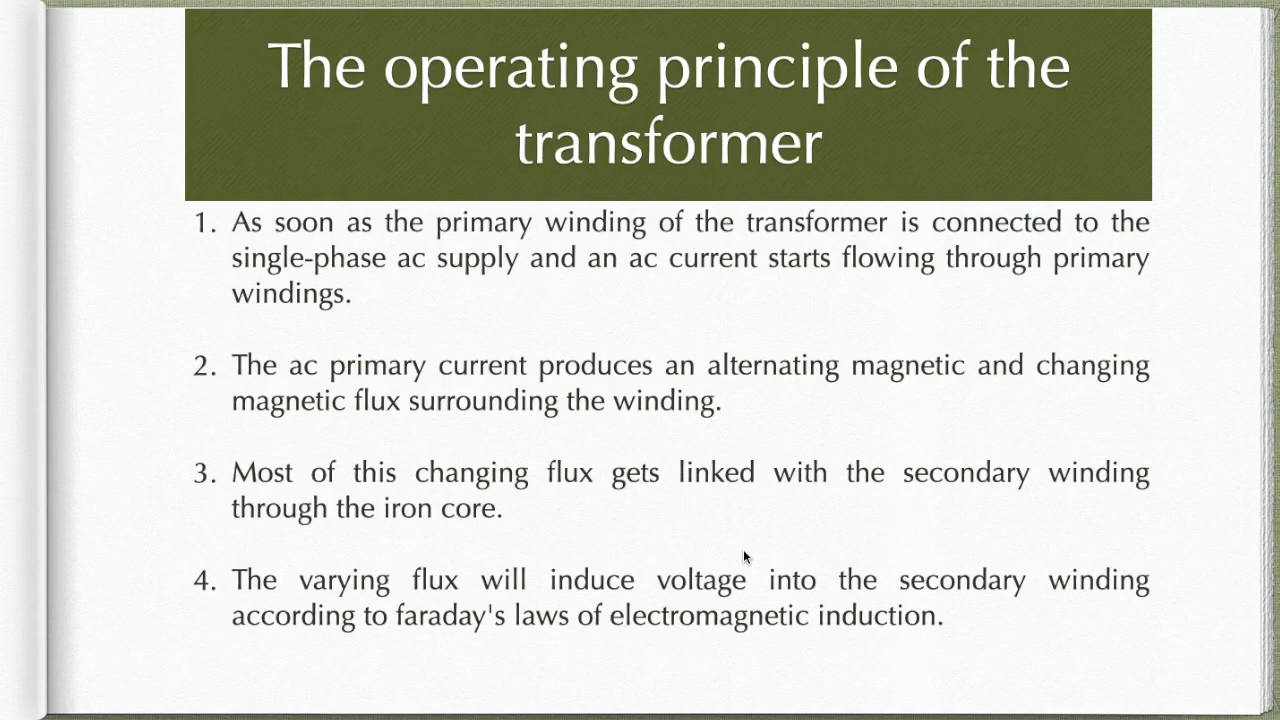 The operating principle of the
transformer
1. As soon as the primary winding of the transformer is connected to the
single-phase ac supply and an ac current starts flowing through primary
windings.
2. The ac primary current produces an alternating magnetic and changing
magnetic flux surrounding the winding.
3. Most of this changing flux gets linked with the secondary winding
through the iron core.
4. The varying flux will induce voltage into the secondary winding
according to faraday's laws of electromagnetic induction.